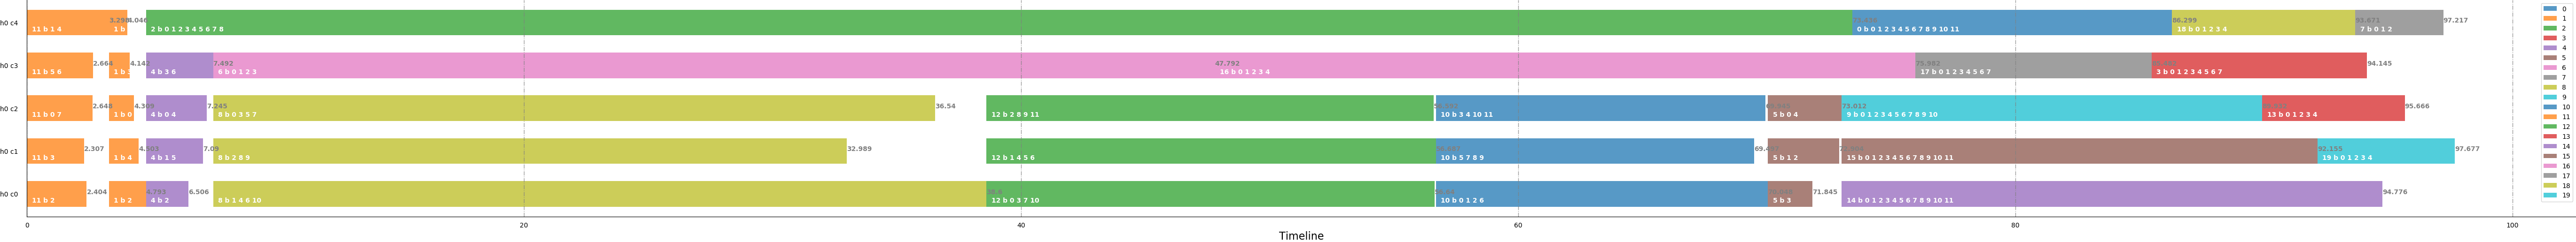 h0 c4
3.298
4.046
97.217
86.299
93.671
11 b 1 4
1 b
2 b 0 1 2 3 4 5 6 7 8
0 b 0 1 2 3 4 5 6 7 8 9 10 11
18 b 0 1 2 3 4
7 b 0 1 2
h0 c3
2.664
4.142
7.492
47.792
75.982
94.145
11 b 5 6
1 b
4 b 3 6
6 b 0 1 2 3
16 b 0 1 2 3 4
17 b 0 1 2 3 4 5 6 7
3 b 0 1 2 3 4 5 6 7
h0 c2
2.648
7.245
36.54
73.012
95.666
11 b 0 7
1 b 0
4 b 0 4
8 b 0 3 5 7
12 b 2 8 9 11
10 b 3 4 10 11
5 b 0 4
9 b 0 1 2 3 4 5 6 7 8 9 10
13 b 0 1 2 3 4
h0 c1
2.307
7.09
32.989
92.155
97.677
11 b 3
1 b 4
4 b 1 5
8 b 2 8 9
12 b 1 4 5 6
10 b 5 7 8 9
5 b 1 2
15 b 0 1 2 3 4 5 6 7 8 9 10 11
19 b 0 1 2 3 4
h0 c0
2.404
4.793
6.506
38.6
71.845
94.776
11 b 2
1 b 2
4 b 2
8 b 1 4 6 10
12 b 0 3 7 10
10 b 0 1 2 6
5 b 3
14 b 0 1 2 3 4 5 6 7 8 9 10 11
0
20
40
60
80
100
Timeline
0
1
2
3
4
5
6
7
8
9
10
11
12
13
14
15
16
17
18
19